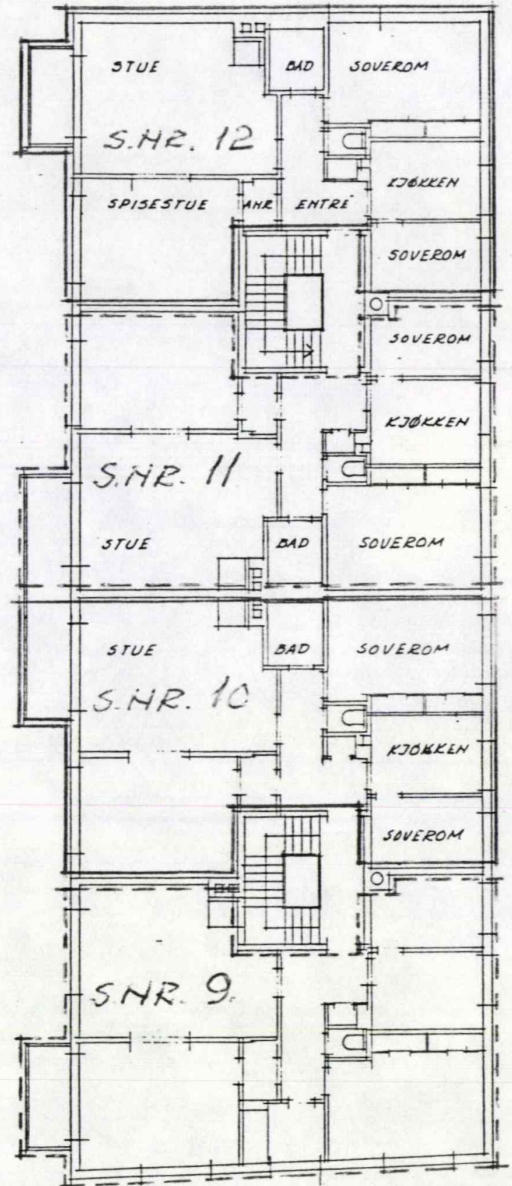 STUE
BAD
SOVEROM
S.NR. 12
KJØKKEN
SPISESTUE
ANR.
ENTRE
SOVEROM
SOVEROM
KJØKKEN
S.NR. 11
STUE
BAD
SOVEROM
STUE
BAD
SOVEROM
S.NR. 10
KJØKKEN
SOVEROM
S.NR. 9.